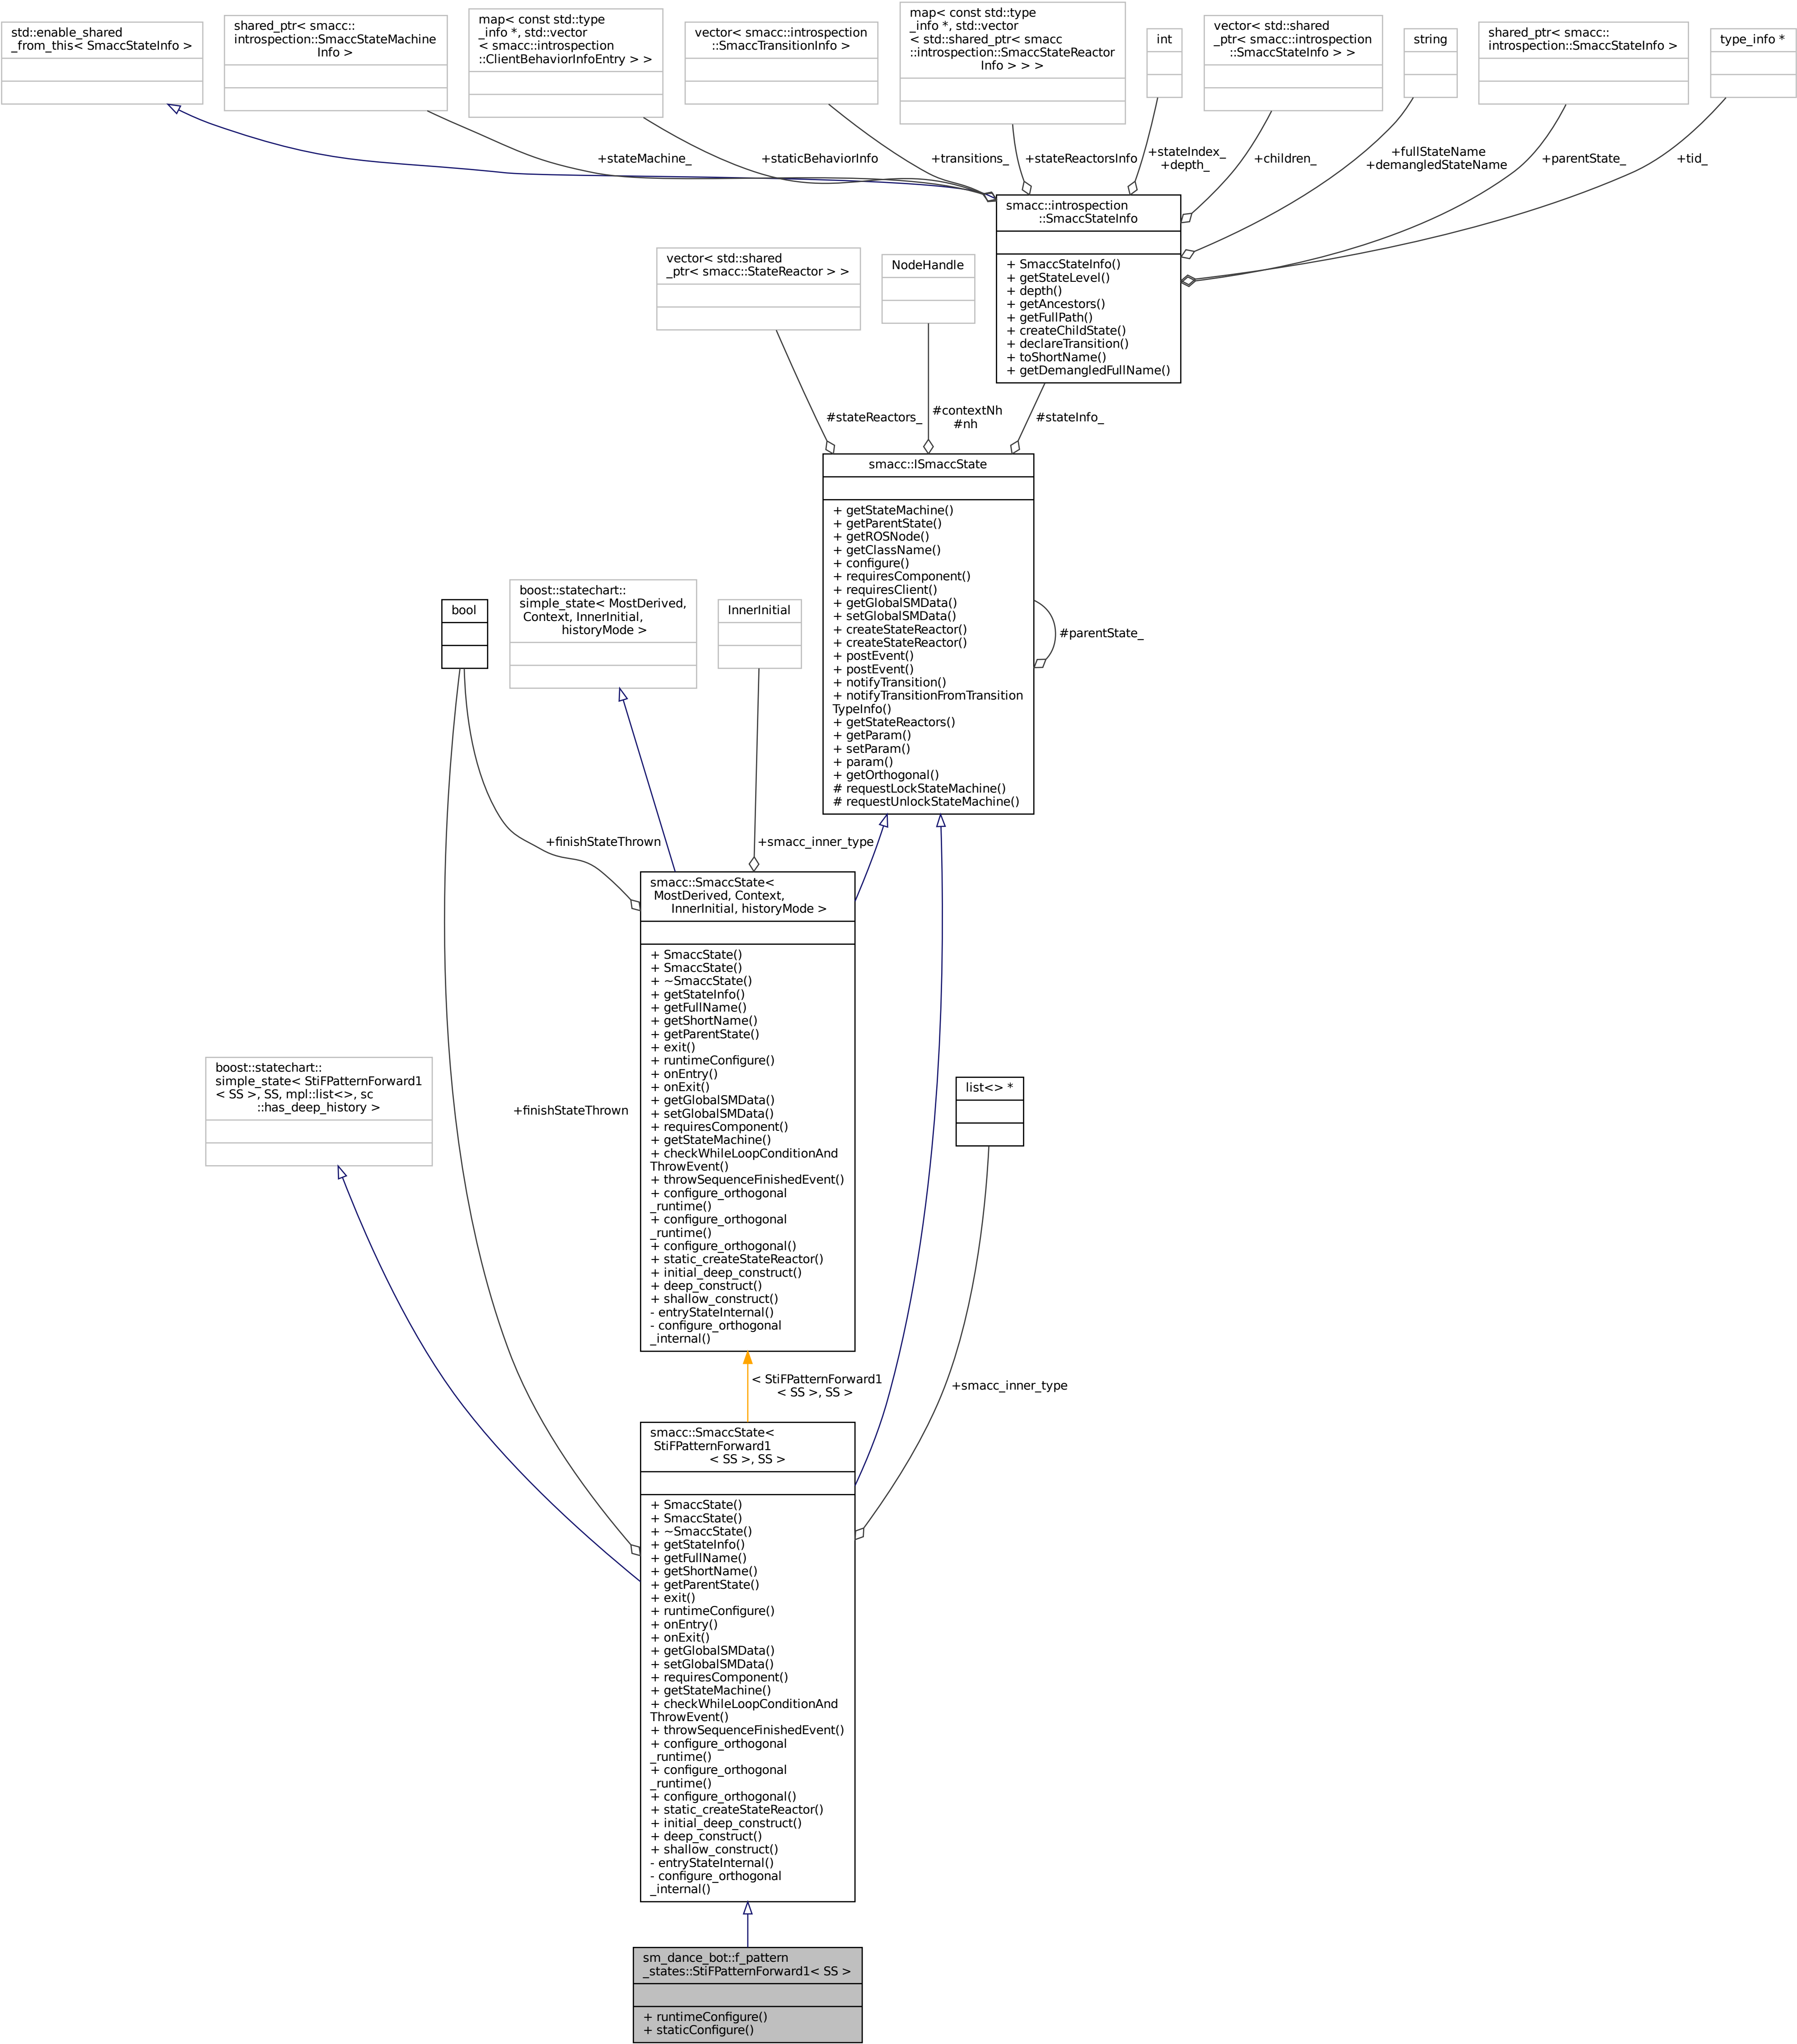 std::enable_shared
_from_this< SmaccStateInfo >
shared_ptr< smacc::
introspection::SmaccStateMachine
Info >
map< const std::type
_info *, std::vector
< smacc::introspection
::ClientBehaviorInfoEntry > >
vector< smacc::introspection
::SmaccTransitionInfo >
map< const std::type
_info *, std::vector
< std::shared_ptr< smacc
::introspection::SmaccStateReactor
Info > > >
int
vector< std::shared
_ptr< smacc::introspection
::SmaccStateInfo > >
string
shared_ptr< smacc::
introspection::SmaccStateInfo >
type_info *
+stateMachine_
+staticBehaviorInfo
+transitions_
+stateReactorsInfo
+stateIndex_
+depth_
+children_
+fullStateName
+demangledStateName
+parentState_
+tid_
smacc::introspection
::SmaccStateInfo
+ SmaccStateInfo()
+ getStateLevel()
+ depth()
+ getAncestors()
+ getFullPath()
+ createChildState()
+ declareTransition()
+ toShortName()
+ getDemangledFullName()
vector< std::shared
_ptr< smacc::StateReactor > >
NodeHandle
#stateReactors_
#contextNh
#nh
#stateInfo_
smacc::ISmaccState
+ getStateMachine()
+ getParentState()
+ getROSNode()
+ getClassName()
+ configure()
+ requiresComponent()
+ requiresClient()
+ getGlobalSMData()
+ setGlobalSMData()
+ createStateReactor()
+ createStateReactor()
+ postEvent()
+ postEvent()
+ notifyTransition()
+ notifyTransitionFromTransition
TypeInfo()
+ getStateReactors()
+ getParam()
+ setParam()
+ param()
+ getOrthogonal()
# requestLockStateMachine()
# requestUnlockStateMachine()
#parentState_
bool
boost::statechart::
simple_state< MostDerived,
Context, InnerInitial,
historyMode >
InnerInitial
+finishStateThrown
+smacc_inner_type
smacc::SmaccState<
MostDerived, Context,
InnerInitial, historyMode >
+ SmaccState()
+ SmaccState()
+ ~SmaccState()
+ getStateInfo()
+ getFullName()
+ getShortName()
+ getParentState()
+ exit()
+ runtimeConfigure()
+ onEntry()
+ onExit()
+ getGlobalSMData()
+ setGlobalSMData()
+ requiresComponent()
+ getStateMachine()
+ checkWhileLoopConditionAnd
ThrowEvent()
+ throwSequenceFinishedEvent()
+ configure_orthogonal
_runtime()
+ configure_orthogonal
_runtime()
+ configure_orthogonal()
+ static_createStateReactor()
+ initial_deep_construct()
+ deep_construct()
+ shallow_construct()
- entryStateInternal()
- configure_orthogonal
_internal()
boost::statechart::
simple_state< StiFPatternForward1
< SS >, SS, mpl::list<>, sc
::has_deep_history >
+finishStateThrown
list<> *
< StiFPatternForward1
< SS >, SS >
+smacc_inner_type
smacc::SmaccState<
StiFPatternForward1
< SS >, SS >
+ SmaccState()
+ SmaccState()
+ ~SmaccState()
+ getStateInfo()
+ getFullName()
+ getShortName()
+ getParentState()
+ exit()
+ runtimeConfigure()
+ onEntry()
+ onExit()
+ getGlobalSMData()
+ setGlobalSMData()
+ requiresComponent()
+ getStateMachine()
+ checkWhileLoopConditionAnd
ThrowEvent()
+ throwSequenceFinishedEvent()
+ configure_orthogonal
_runtime()
+ configure_orthogonal
_runtime()
+ configure_orthogonal()
+ static_createStateReactor()
+ initial_deep_construct()
+ deep_construct()
+ shallow_construct()
- entryStateInternal()
- configure_orthogonal
_internal()
sm_dance_bot::f_pattern
_states::StiFPatternForward1< SS >
+ runtimeConfigure()
+ staticConfigure()